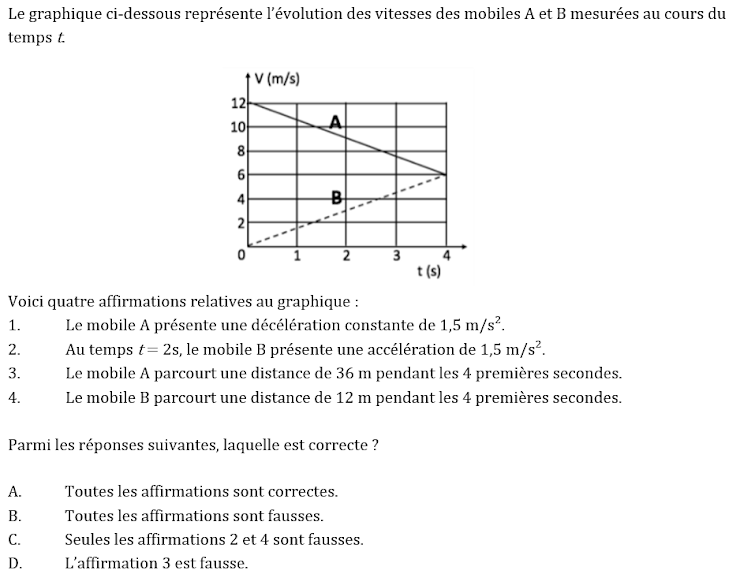 Le graphique ci-dessous représente l'évolution des vitesses des mobiles A et B mesurées au cours du
temps t.
V (m/s)
12
10
A
8
6
4
B
2
0 1 2 3 4
t (s)
Voici quatre affirmations relatives au graphique :
1. Le mobile A présente une décélération constante de 1,5 m/s².
2. Au temps t = 2s, le mobile B présente une accélération de 1,5 m/s².
3. Le mobile A parcourt une distance de 36 m pendant les 4 premières secondes.
4. Le mobile B parcourt une distance de 12 m pendant les 4 premières secondes.
Parmi les réponses suivantes, laquelle est correcte ?
A. Toutes les affirmations sont correctes.
B. Toutes les affirmations sont fausses.
C. Seules les affirmations 2 et 4 sont fausses.
D. L'affirmation 3 est fausse.